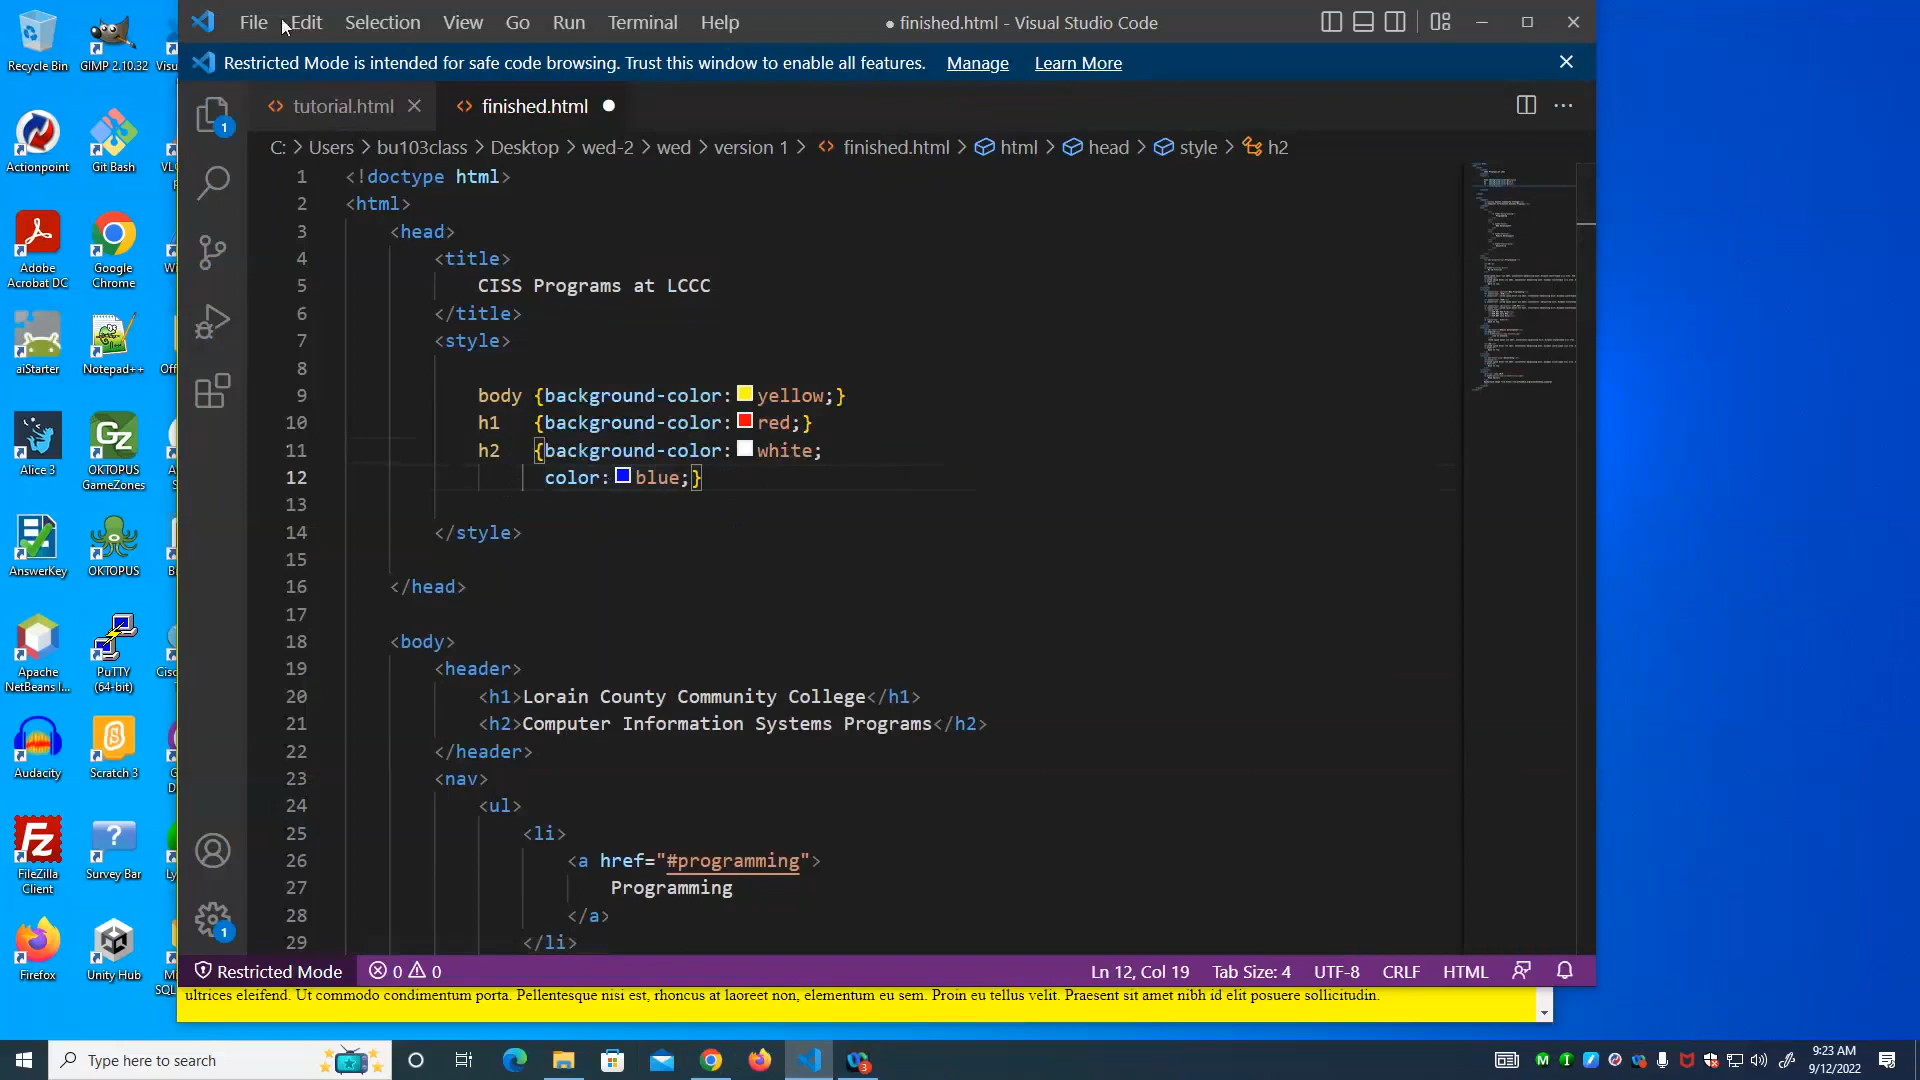 File Edit Selection View Go Run Terminal Help
● finished.html - Visual Studio Code
Restricted Mode is intended for safe code browsing. Trust this window to enable all features. Manage Learn More
tutorial.html finished.html
C: > Users > bu103class > Desktop > wed-2 > wed > version 1 > finished.html > html > head > style > h2
1 <!doctype html>
2 <html>
3 <head>
4 <title>
5 CISS Programs at LCCC
6 </title>
7 <style>
8
9 body {background-color: yellow;}
10 h1 {background-color: red;}
11 h2 {background-color: white;
12 color: blue;}
13
14 </style>
15
16 </head>
17
18 <body>
19 <header>
20 <h1>Lorain County Community College</h1>
21 <h2>Computer Information Systems Programs</h2>
22 </header>
23 <nav>
24 <ul>
25 <li>
26 <a href="#programming">
27 Programming
28 </a>
29 </li>
1
1
Restricted Mode 0 0 Ln 12, Col 19 Tab Size: 4 UTF-8 CRLF HTML
ultrices eleifend. Ut commodo condimentum porta. Pellentesque nisi est, rhoncus at laoreet non, elementum eu sem. Proin eu tellus velit. Praesent sit amet nibh id elit posuere sollicitudin.
Recycle Bin GIMP 2.10.32 Visu
Actionpoint Git Bash
Adobe Acrobat DC
Google Chrome
aiStarter Notepad++ Off
Alice 3
OKTOPUS GameZones
AnswerKey OKTOPUS
Apache NetBeans I...
PuTTY (64-bit)
Cisc
Audacity Scratch 3
FileZilla Client
Survey Bar
Firefox Unity Hub
Type here to search
3
9:23 AM
9/12/2022